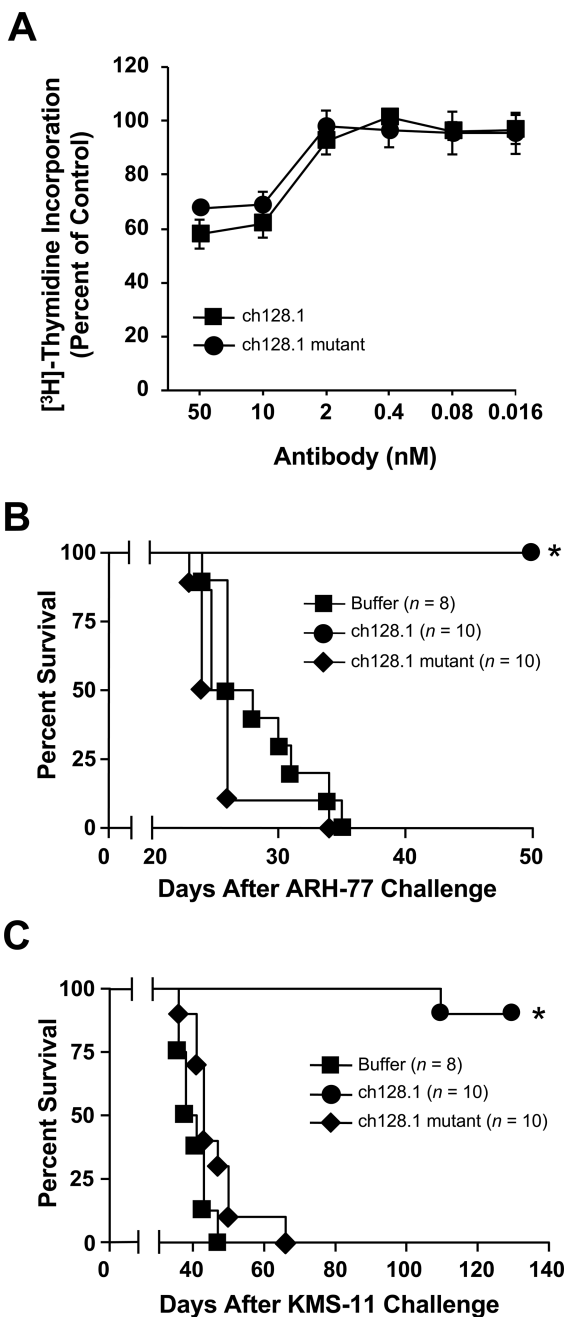 A
[³H]-Thymidine Incorporation
(Percent of Control)
120
100
80
60
40
20
0
ch128.1
ch128.1 mutant
50 10 2 0.4 0.08 0.016
Antibody (nM)
B
Percent Survival
100
75
50
25
0
*
Buffer (n = 8)
ch128.1 (n = 10)
ch128.1 mutant (n = 10)
0 20 30 40 50
Days After ARH-77 Challenge
C
Percent Survival
100
75
50
25
0
*
Buffer (n = 8)
ch128.1 (n = 10)
ch128.1 mutant (n = 10)
0 40 60 80 100 120 140
Days After KMS-11 Challenge